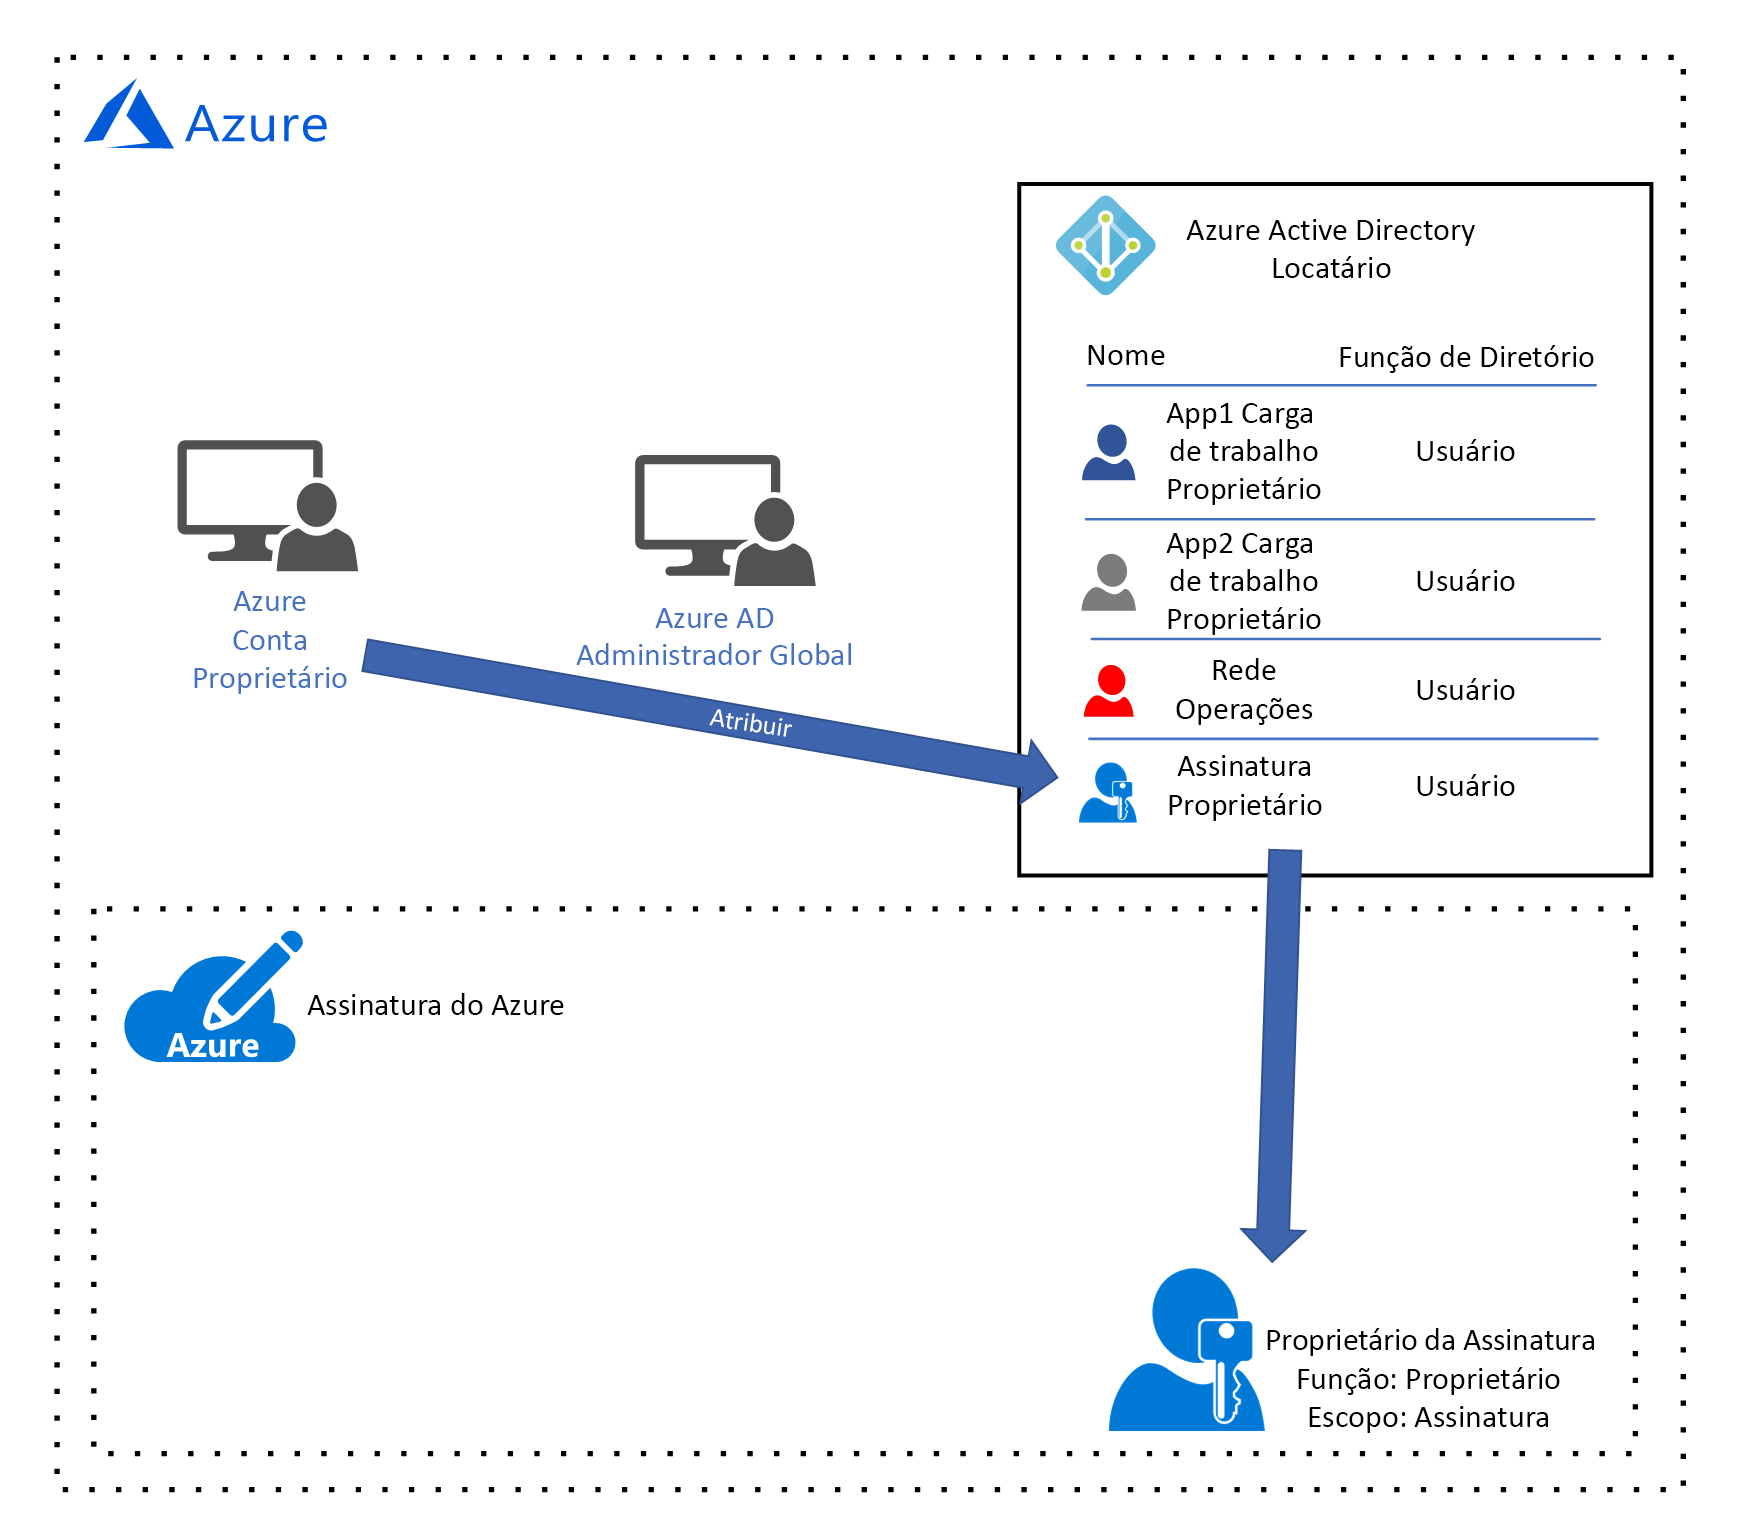 Azure
Azure Active Directory
Locatário
Nome
Função de Diretório
App1 Carga
de trabalho
Proprietário
Usuário
App2 Carga
de trabalho
Proprietário
Usuário
Rede
Operações
Usuário
Assinatura
Proprietário
Usuário
Azure
Conta
Proprietário
Azure AD
Administrador Global
Atribuir
Azure
Assinatura do Azure
Proprietário da Assinatura
Função: Proprietário
Escopo: Assinatura